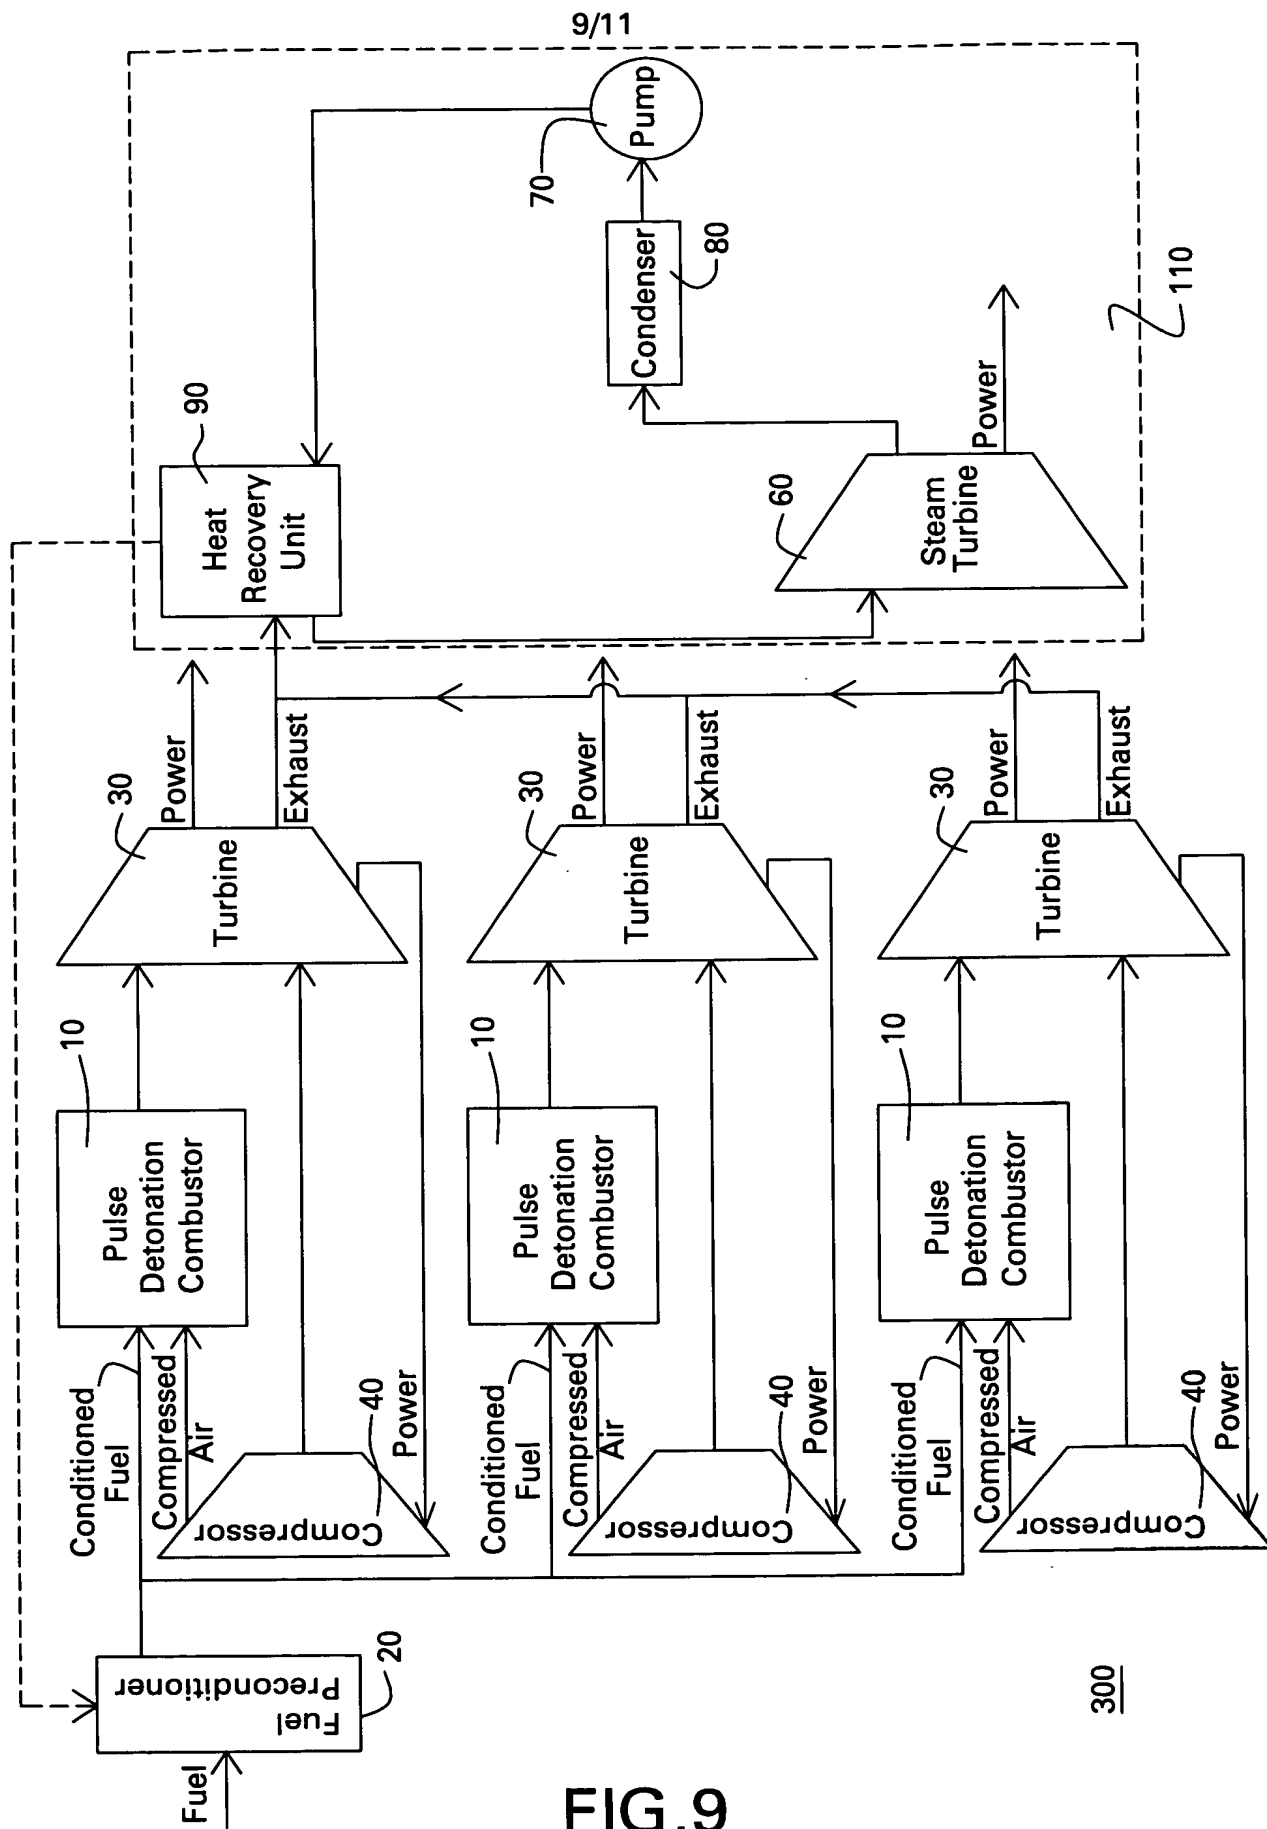 9/11
Fuel
Fuel
Preconditioner
20
Conditioned
Fuel
Compressed
Air
Compressor
40
Power
Pulse
Detonation
Combustor
10
Turbine
30
Power
Exhaust
Conditioned
Fuel
Compressed
Air
Compressor
40
Power
Pulse
Detonation
Combustor
10
Turbine
30
Power
Exhaust
Conditioned
Fuel
Compressed
Air
Compressor
40
Power
Pulse
Detonation
Combustor
10
Turbine
30
Power
Exhaust
Heat
Recovery
Unit
90
Steam
Turbine
60
Power
Condenser
80
Pump
70
110
300
FIG.9